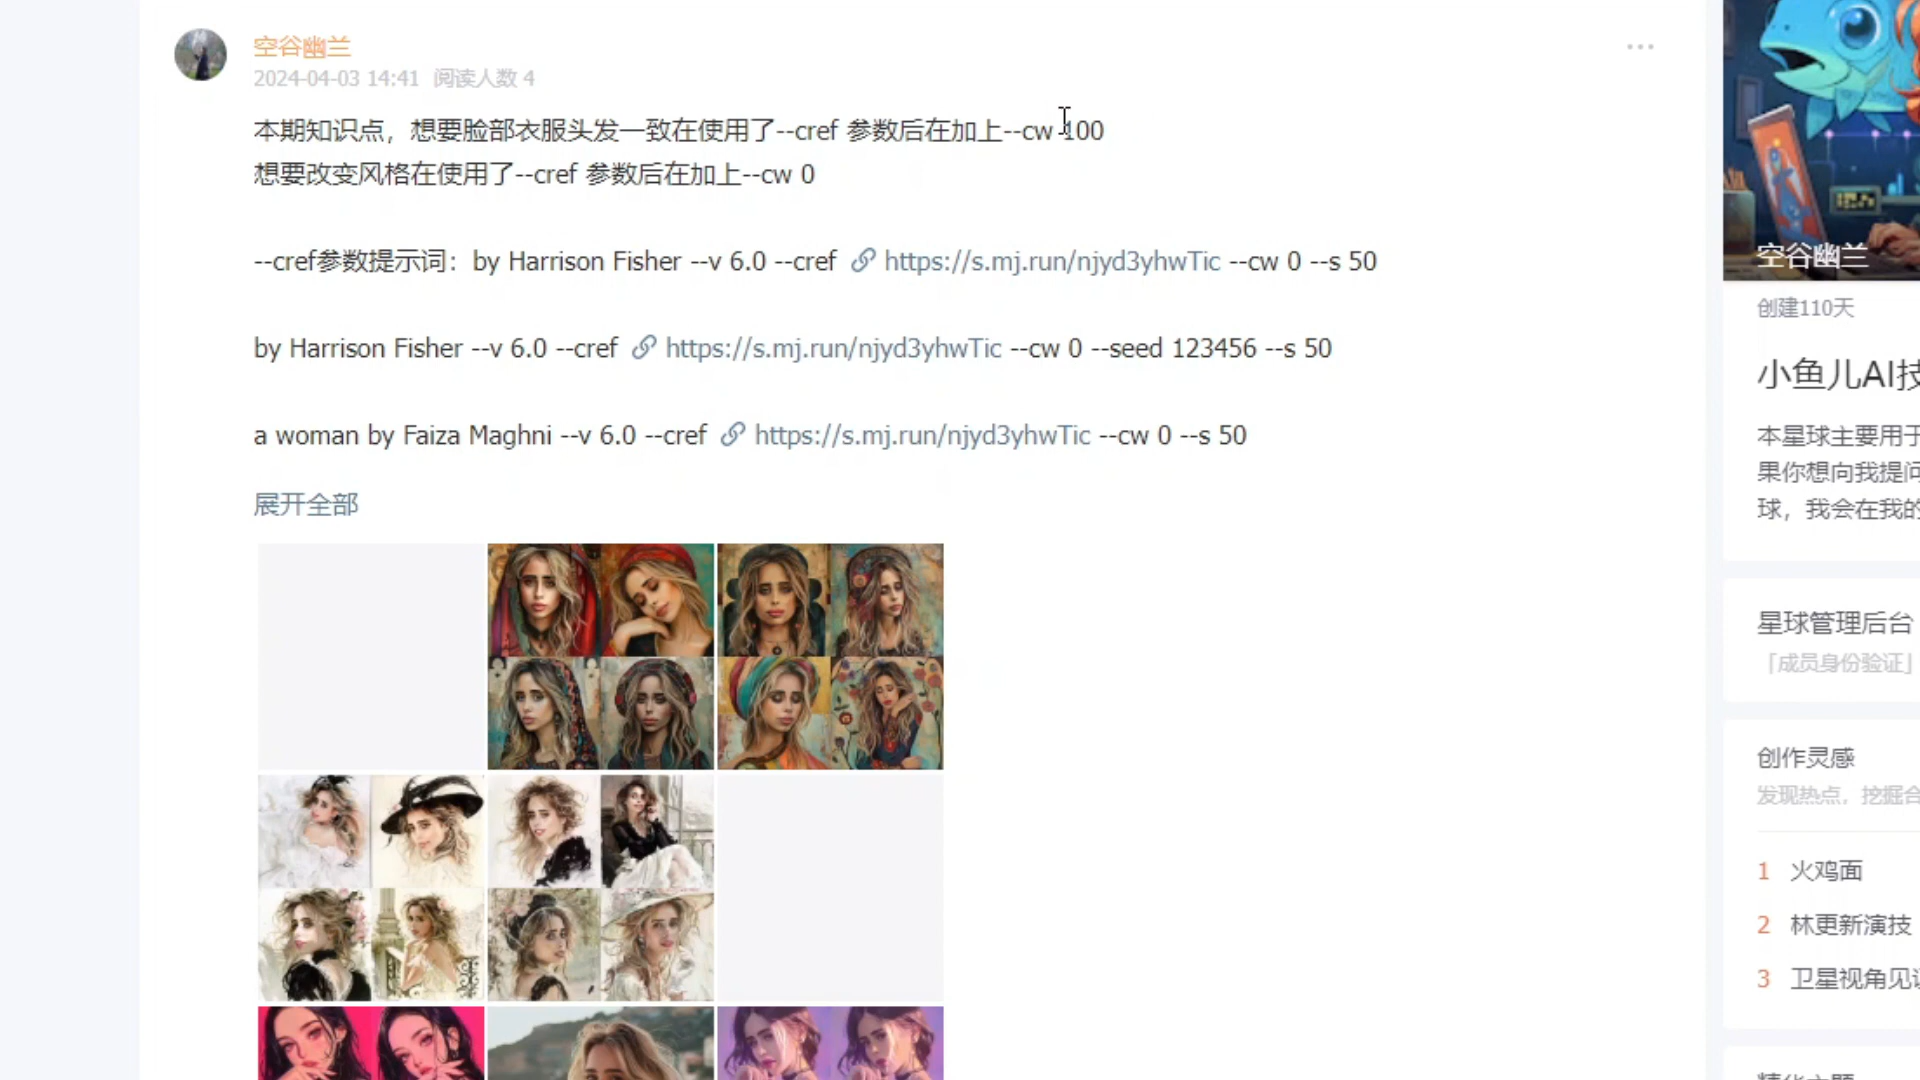 空谷幽兰
2024-04-03 14:41 阅读人数 4
本期知识点，想要脸部衣服头发一致在使用了--cref 参数后在加上--cw 100
想要改变风格在使用了--cref 参数后在加上--cw 0
--cref参数提示词：by Harrison Fisher --v 6.0 --cref https://s.mj.run/njyd3yhwTic --cw 0 --s 50
by Harrison Fisher --v 6.0 --cref https://s.mj.run/njyd3yhwTic --cw 0 --seed 123456 --s 50
a woman by Faiza Maghni --v 6.0 --cref https://s.mj.run/njyd3yhwTic --cw 0 --s 50
展开全部
空谷幽兰
创建110天
小鱼儿AI技
本星球主要用于
果你想向我提问
球，我会在我的
星球管理后台
「成员身份验证」
创作灵感
发现热点，挖掘合
1 火鸡面
2 林更新演技
3 卫星视角见证